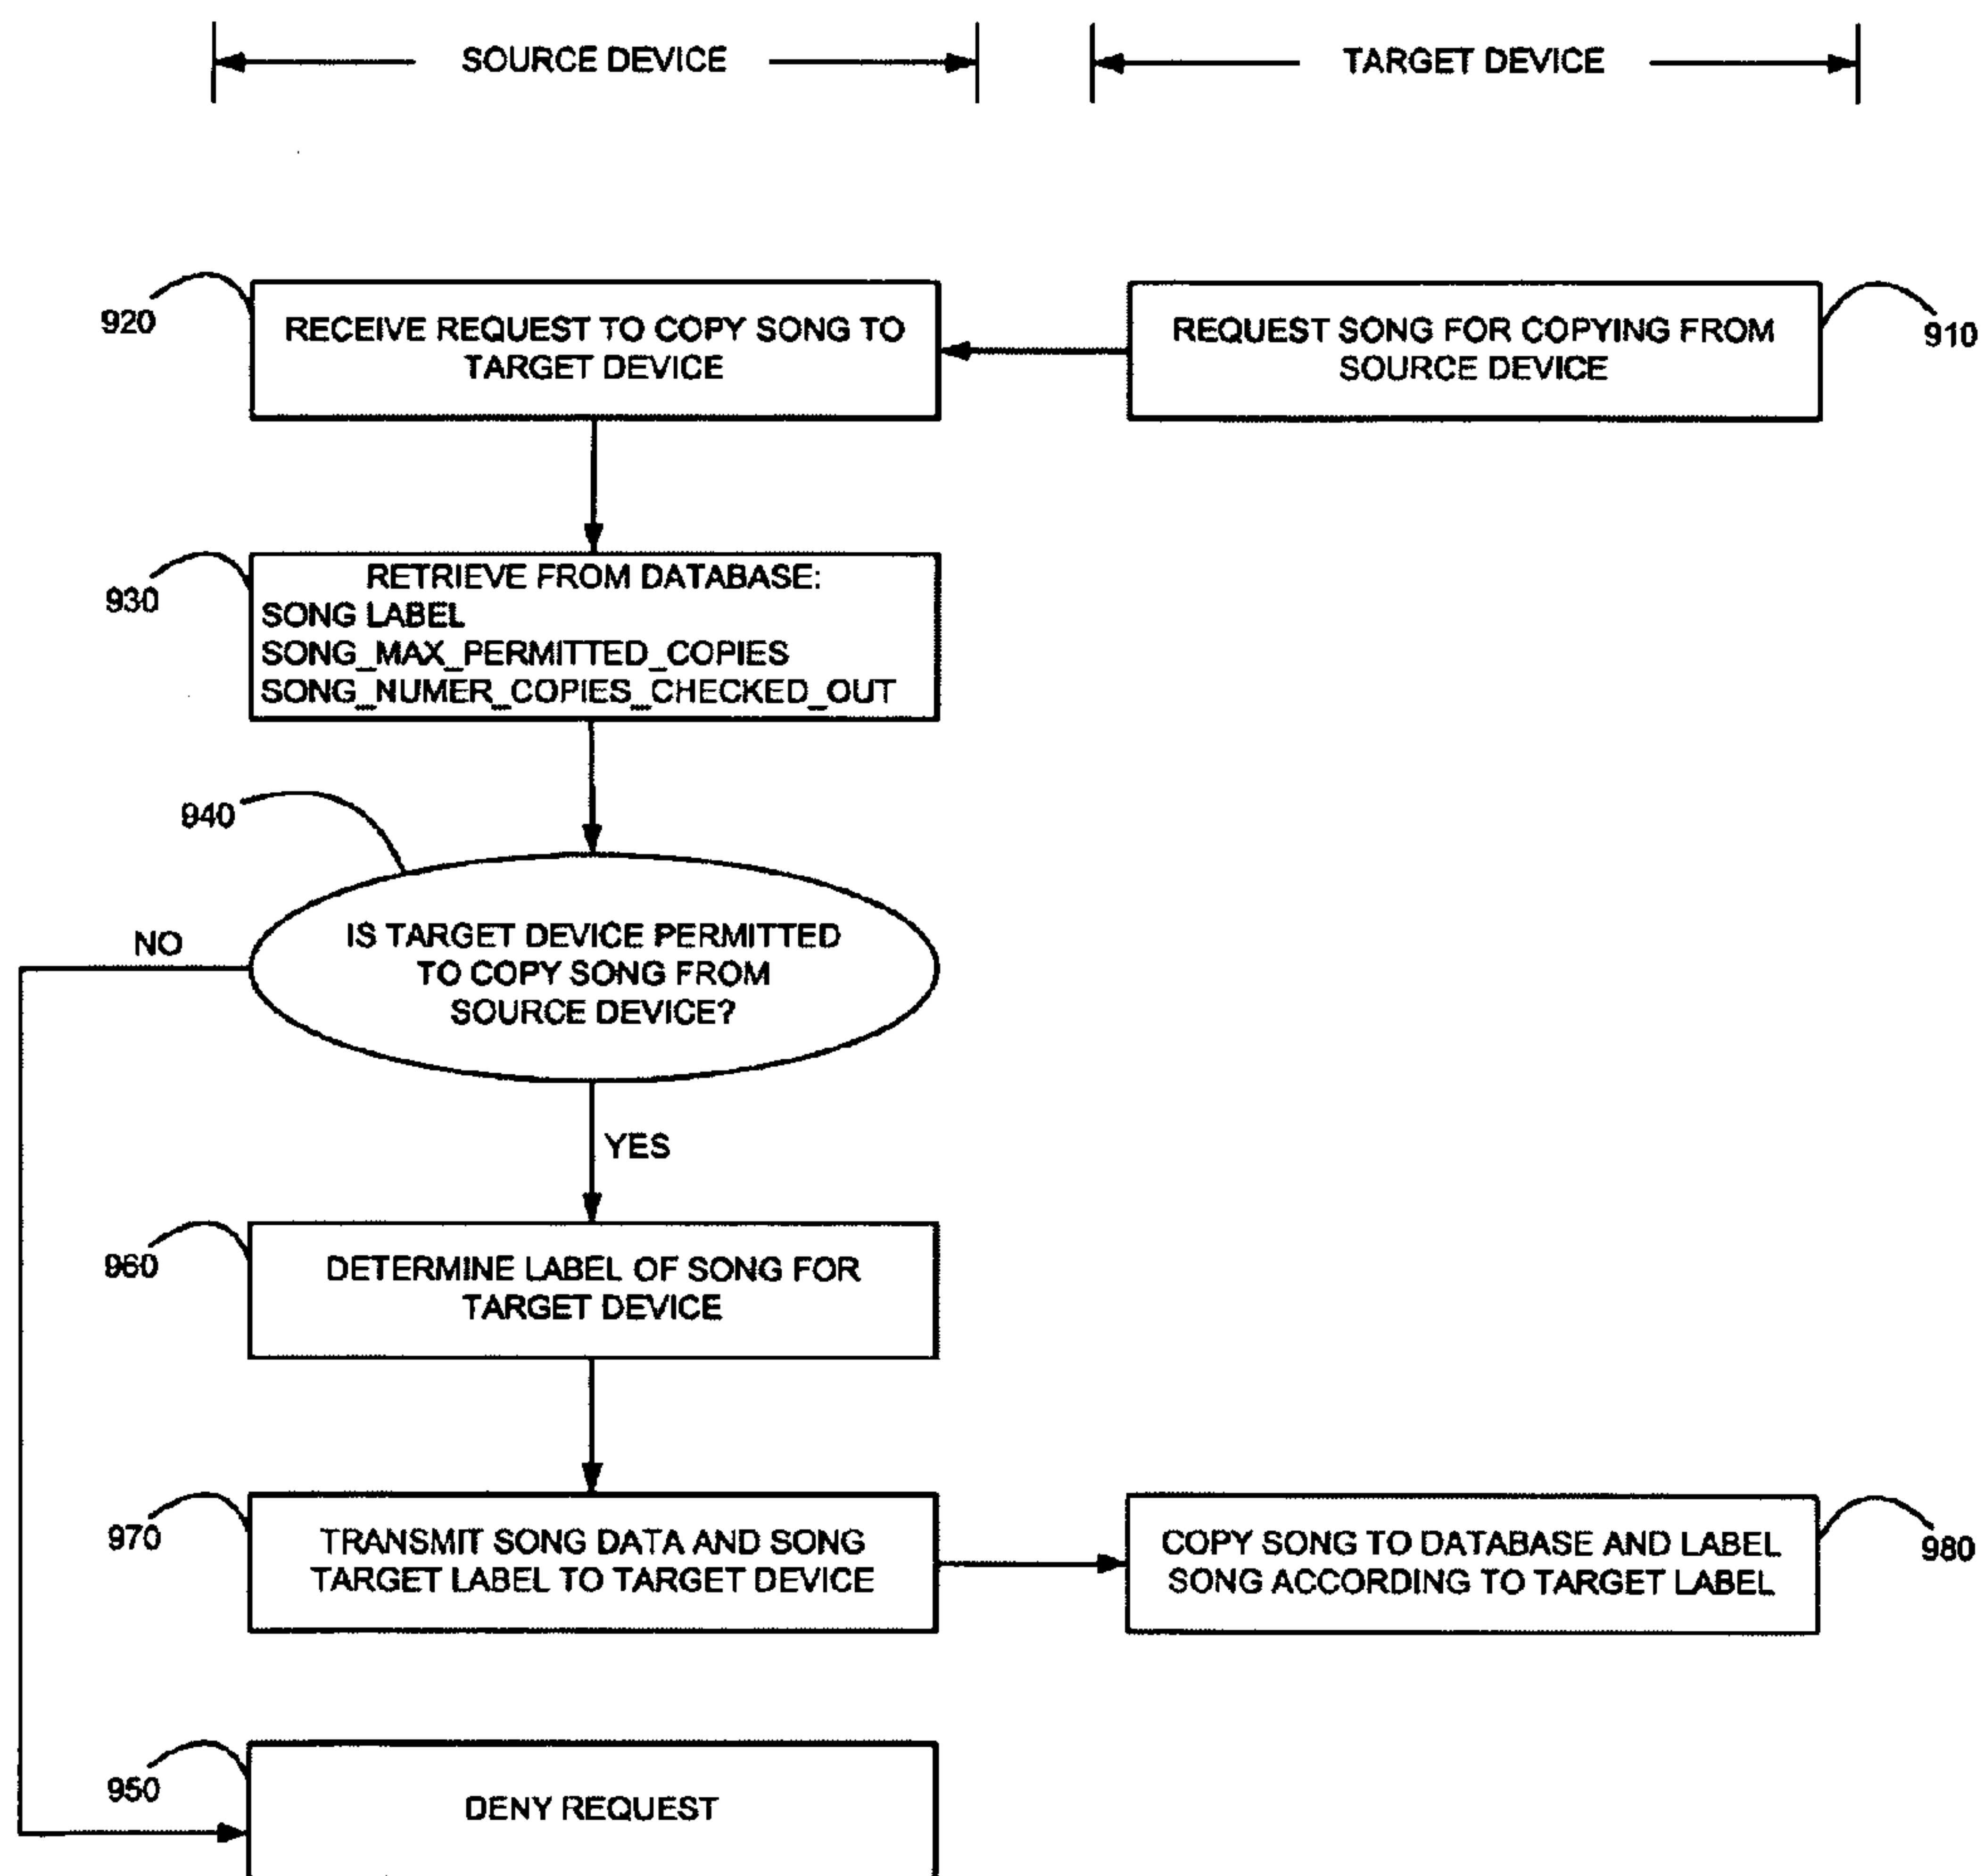 SOURCE DEVICE
TARGET DEVICE
920
RECEIVE REQUEST TO COPY SONG TO
TARGET DEVICE
REQUEST SONG FOR COPYING FROM
SOURCE DEVICE
910
930
RETRIEVE FROM DATABASE:
SONG LABEL
SONG_MAX_PERMITTED_COPIES
SONG_NUMER_COPIES_CHECKED_OUT
940
NO
IS TARGET DEVICE PERMITTED
TO COPY SONG FROM
SOURCE DEVICE?
YES
960
DETERMINE LABEL OF SONG FOR
TARGET DEVICE
970
TRANSMIT SONG DATA AND SONG
TARGET LABEL TO TARGET DEVICE
COPY SONG TO DATABASE AND LABEL
SONG ACCORDING TO TARGET LABEL
980
950
DENY REQUEST